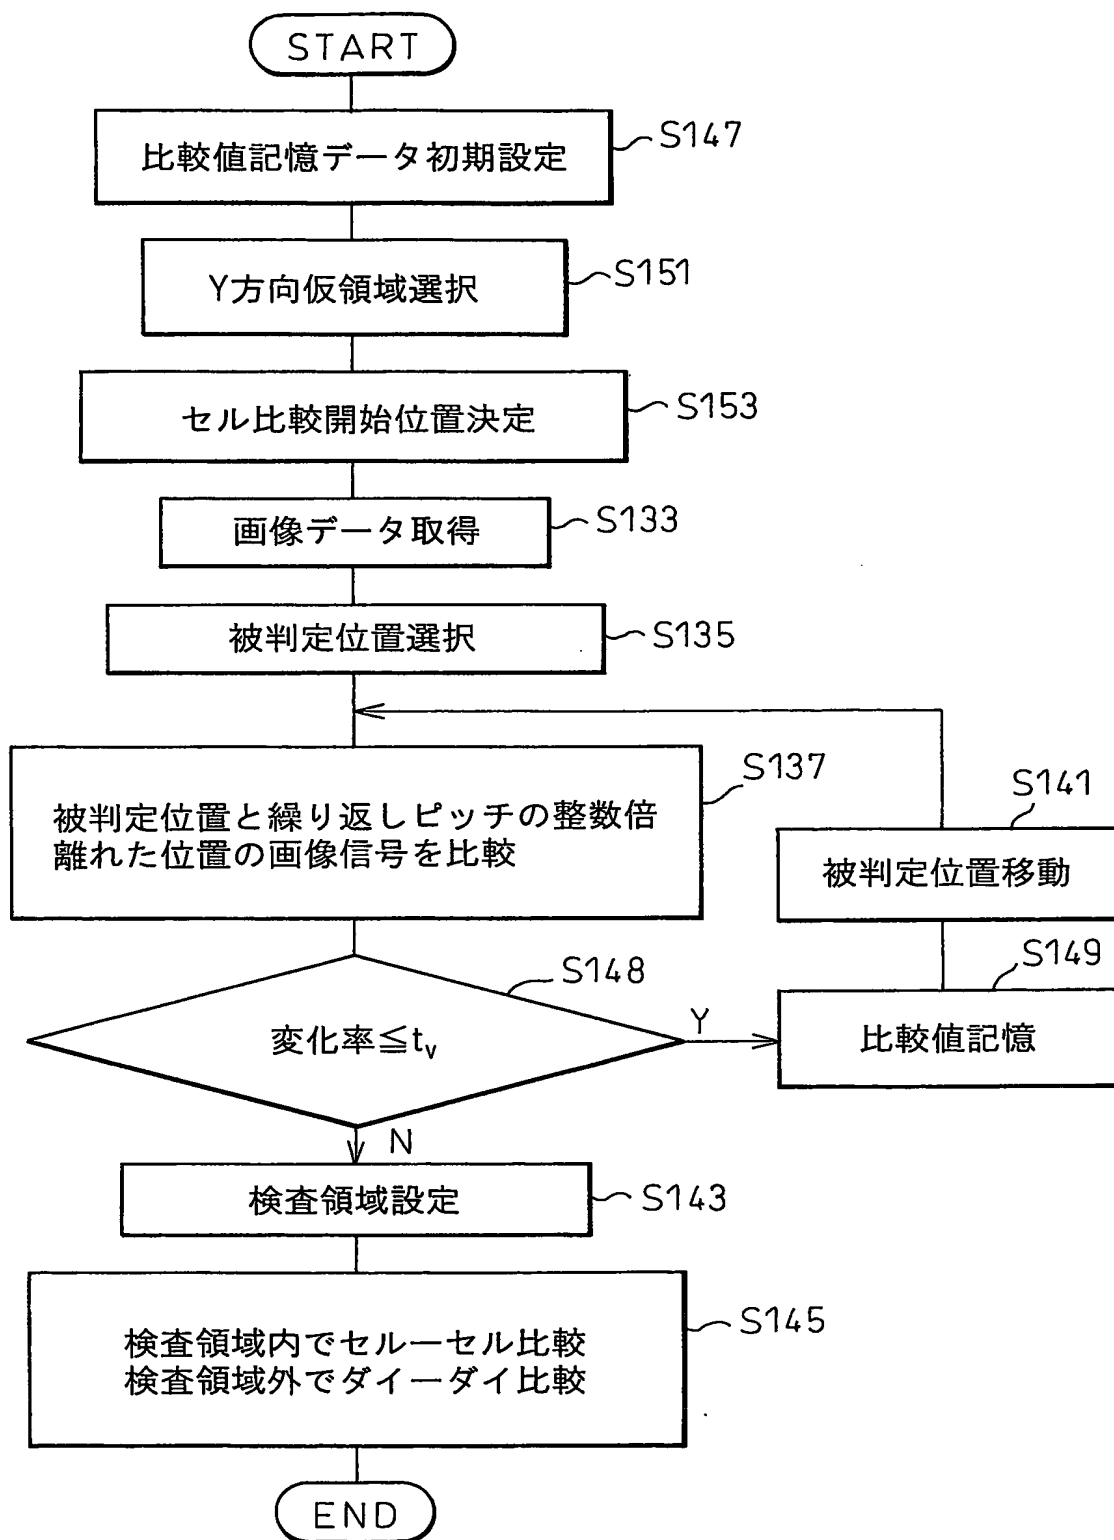 START
比較値記憶データ初期設定
S147
Y方向仮領域選択
S151
セル比較開始位置決定
S153
画像データ取得
S133
被判定位置選択
S135
被判定位置と繰り返しピッチの整数倍
離れた位置の画像信号を比較
S137
S141
被判定位置移動
S149
比較値記憶
S148
変化率≦tv
Y
N
検査領域設定
S143
検査領域内でセルーセル比較
検査領域外でダイーダイ比較
S145
END